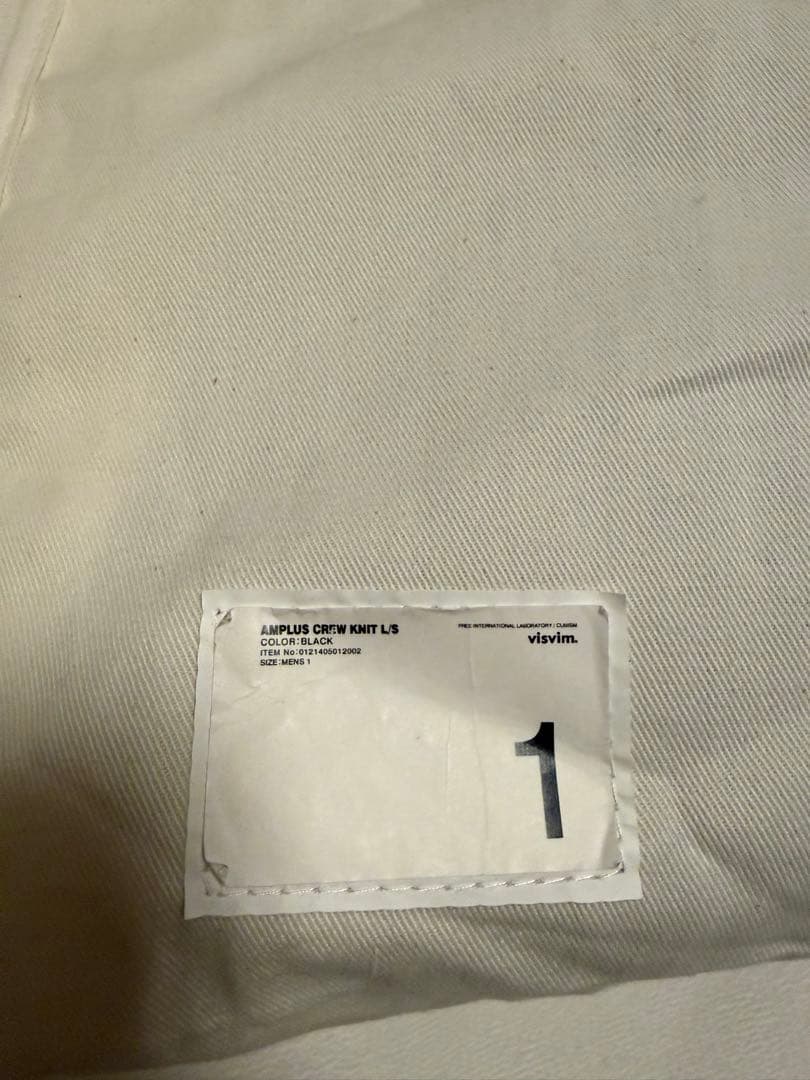 AMPLUS CREW KNIT L/S
COLOR:BLACK
ITEM No:0121405012002
SIZE:MENS 1
FREE INTERNATIONAL LABORATORY / CUBISM
visvim.
1